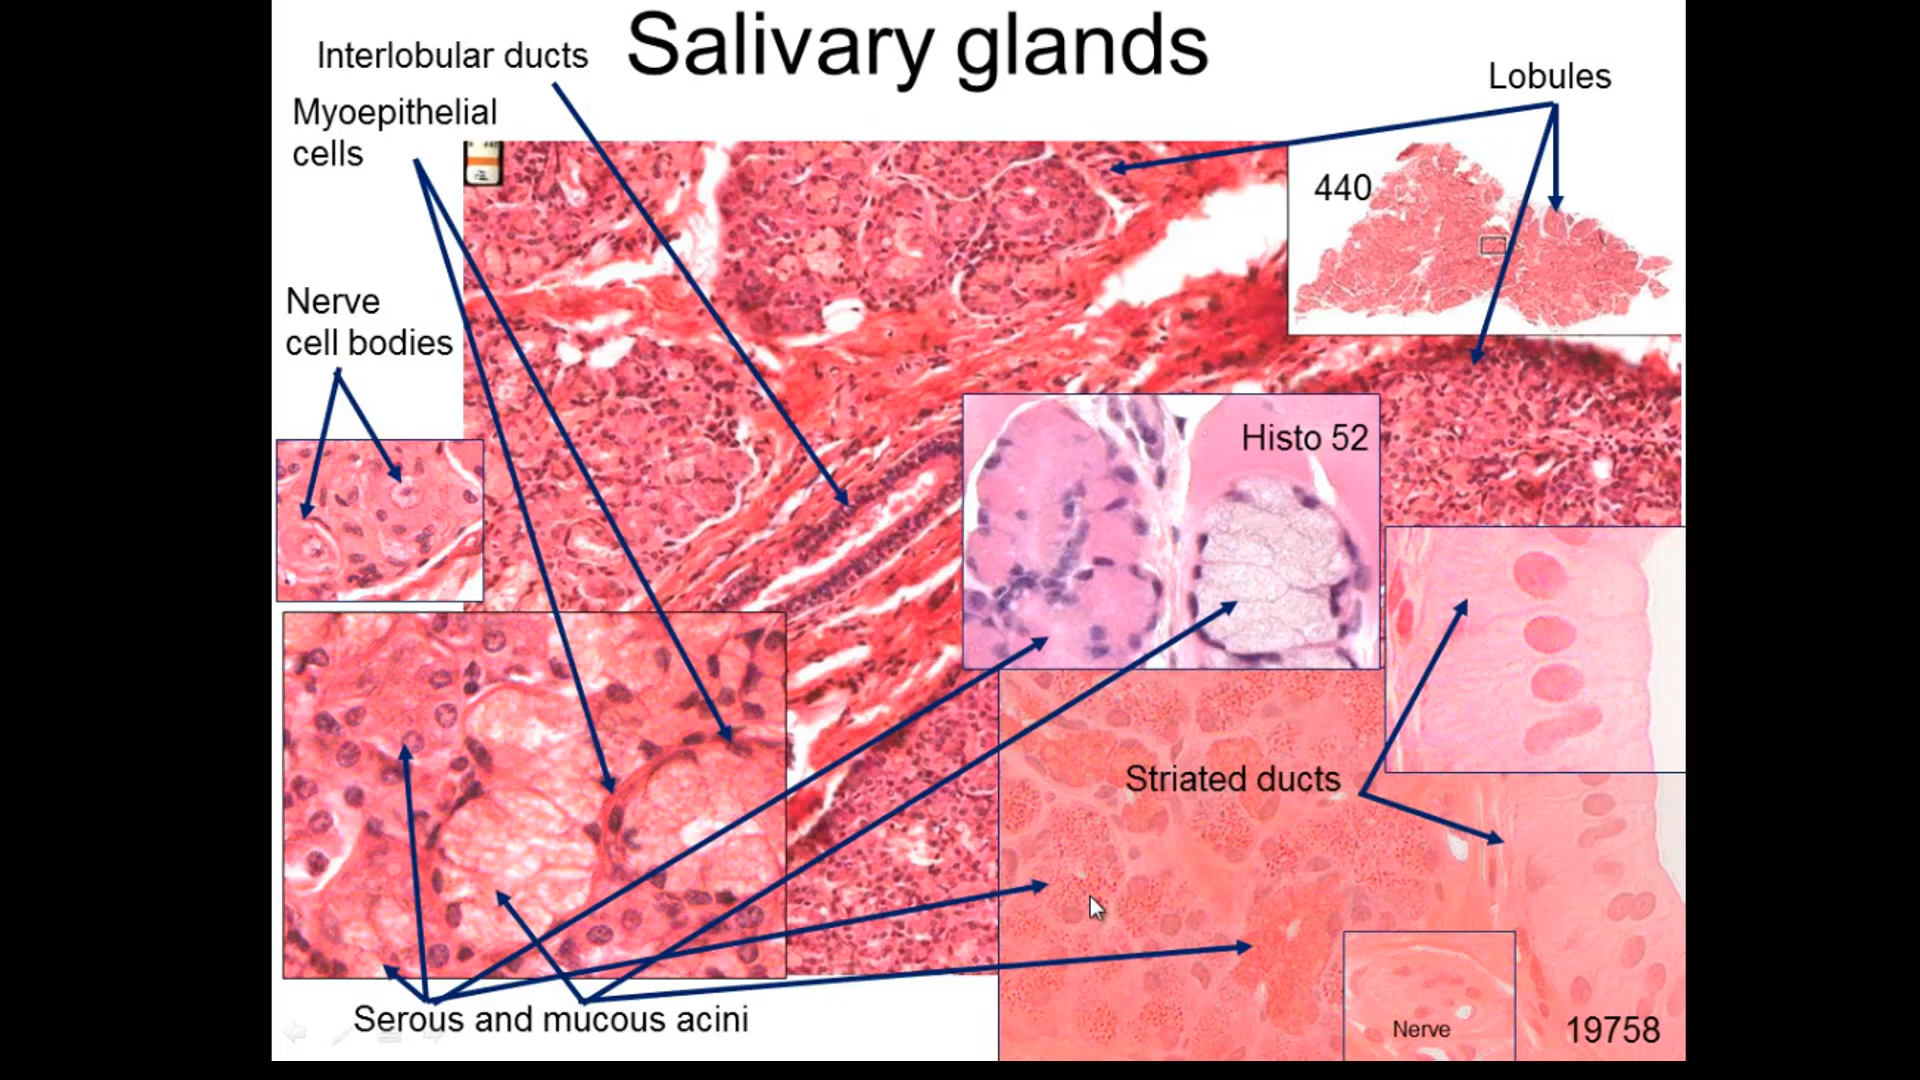 Salivary glands
Interlobular ducts
Lobules
Myoepithelial
cells
440
Nerve
cell bodies
Histo 52
Striated ducts
Serous and mucous acini
Nerve
19758